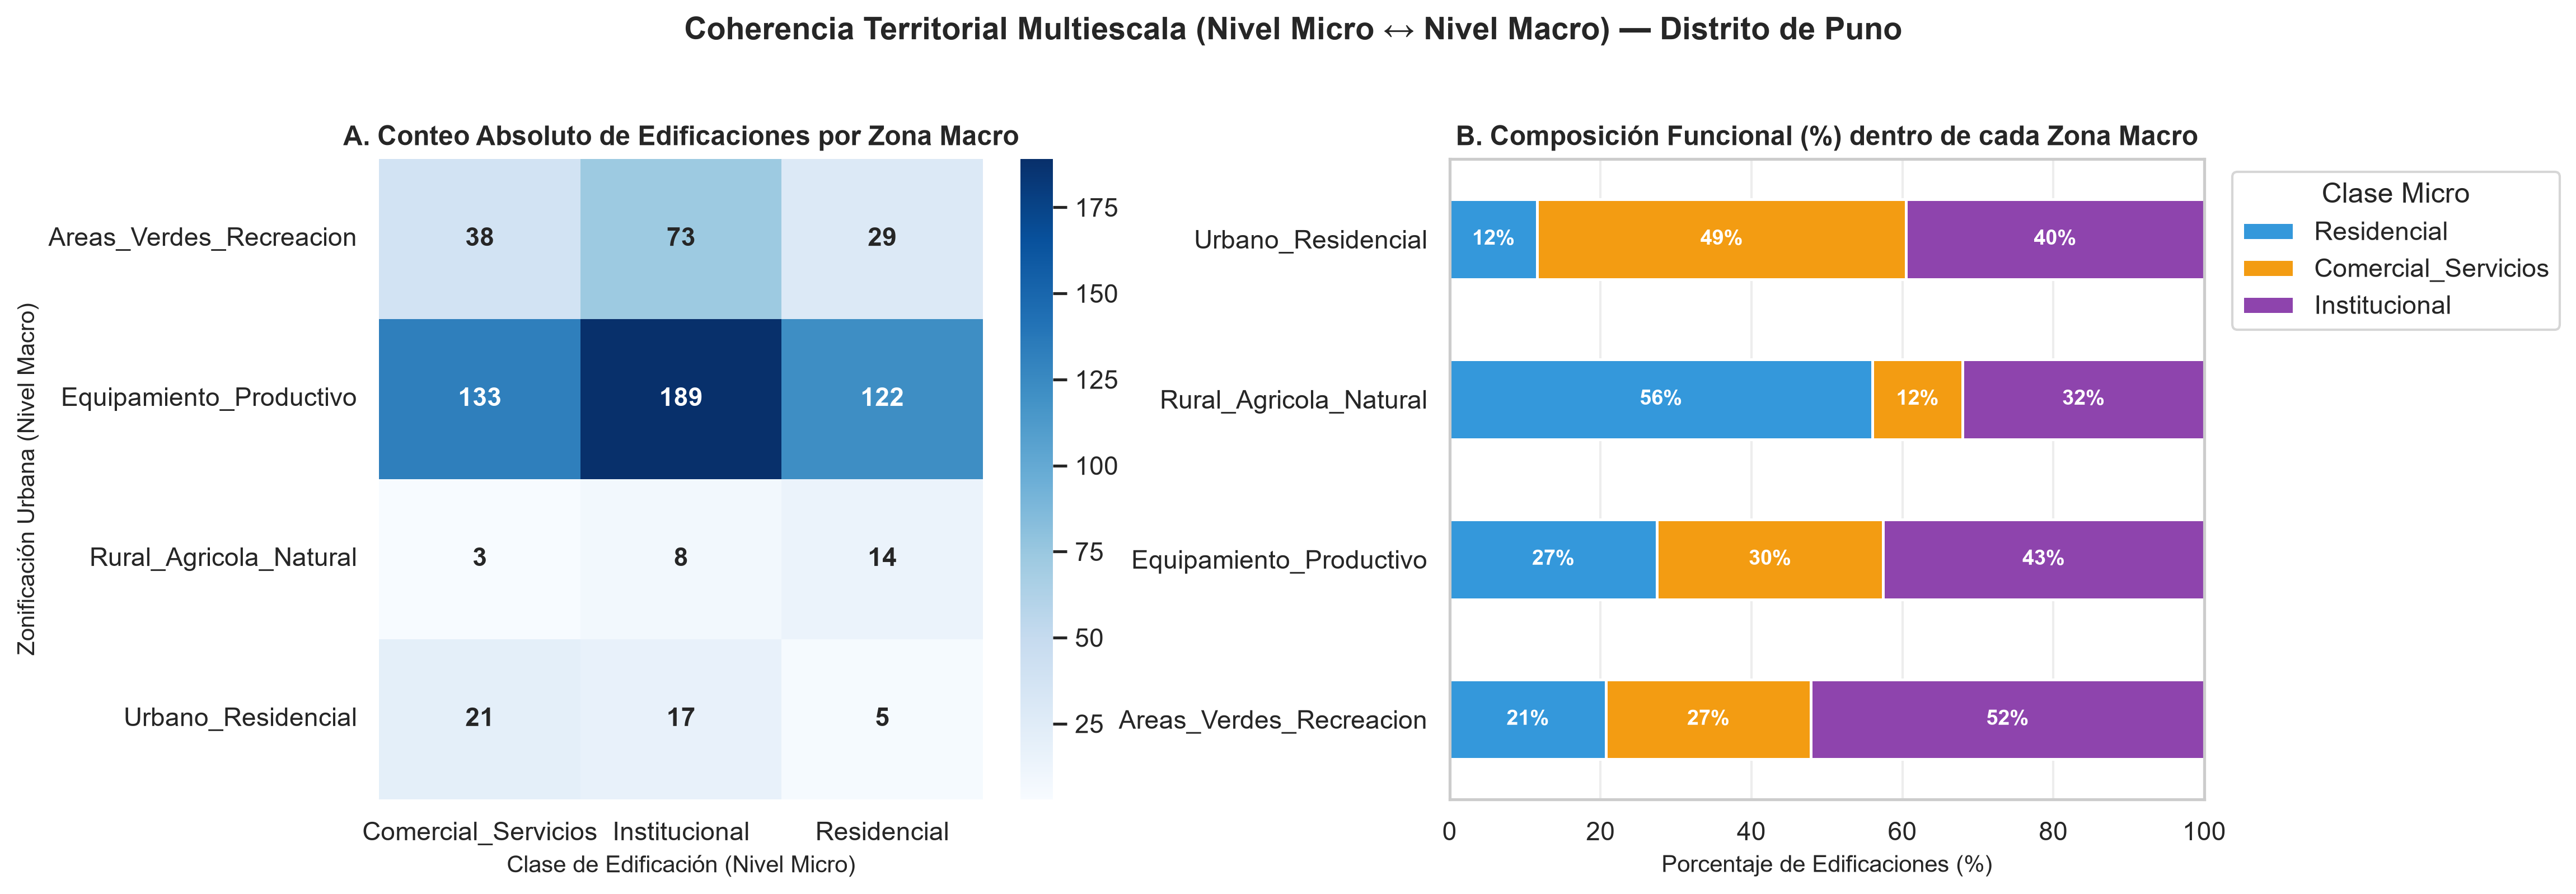 Coherencia Territorial Multiescala (Nivel Micro ↔ Nivel Macro) — Distrito de Puno
A. Conteo Absoluto de Edificaciones por Zona Macro
Zonificación Urbana (Nivel Macro)
Areas_Verdes_Recreacion
38 73 29
Equipamiento_Productivo
133 189 122
Rural_Agricola_Natural
3 8 14
Urbano_Residencial
21 17 5
Comercial_Servicios Institucional Residencial
Clase de Edificación (Nivel Micro)
175
150
125
100
75
50
25
B. Composición Funcional (%) dentro de cada Zona Macro
Urbano_Residencial
12% 49% 40%
Rural_Agricola_Natural
56% 12% 32%
Equipamiento_Productivo
27% 30% 43%
Areas_Verdes_Recreacion
21% 27% 52%
0 20 40 60 80 100
Porcentaje de Edificaciones (%)
Clase Micro
Residencial
Comercial_Servicios
Institucional